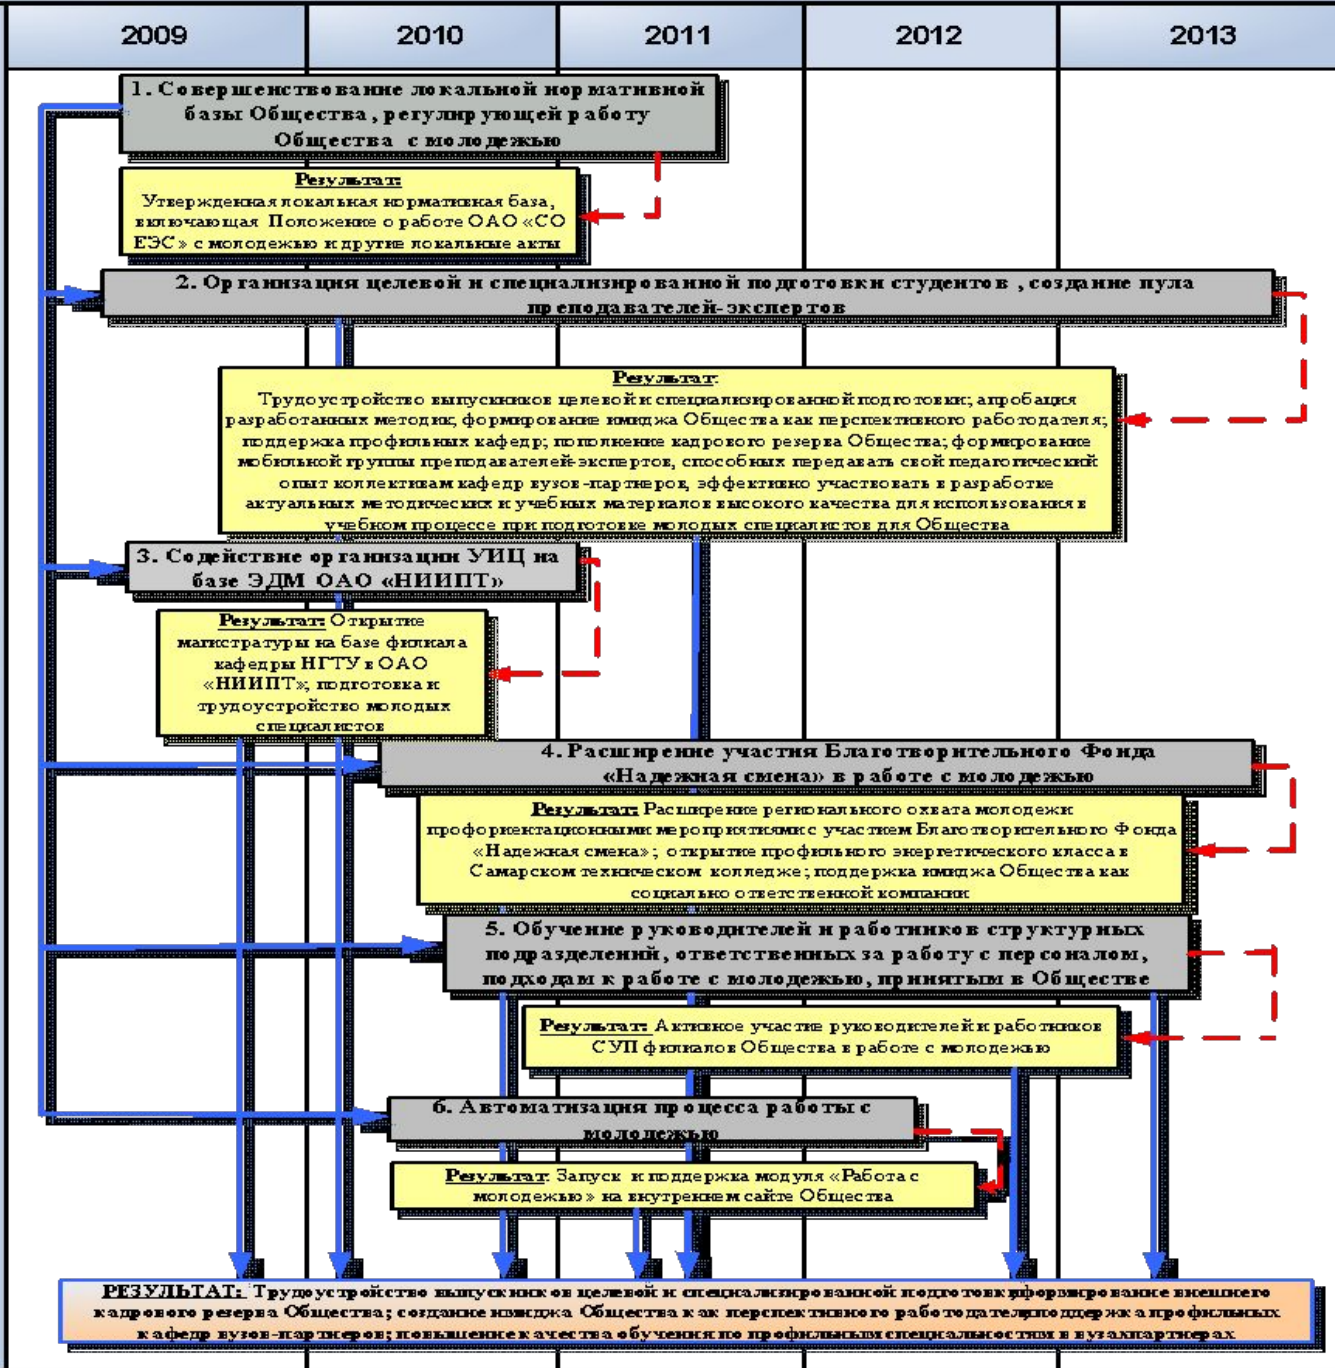 2009 2010 2011 2012 2013
1. Совершенствование локальной нормативной
базы Общества, регулирующей работу
Общества с молодежью
Результат:
Утвержденная локальная нормативная база,
включающая Положение о работе ОАО «СО
ЕЭС» с молодежью и другие локальные акты
2. Организация целевой и специализированной подготовки студентов , создание пула
преподавателей-экспертов
Результат:
Трудоустройство выпускников целевой и специализированной подготовки; апробация
разработанных методик; формирование имиджа Общества как перспективного работодателя;
поддержка профильных кафедр; пополнение кадрового резерва Общества; формирование
мобильной группы преподавателей-экспертов, способных передавать свой педагогический
опыт коллективам кафедр вузов-партнеров, эффективно участвовать в разработке
актуальных методических и учебных материалов высокого качества для использования в
учебном процессе при подготовке молодых специалистов для Общества
3. Содействие организации УИЦ на
базе ЭДМ ОАО «НИИПТ»
Результат: Открытие
магистратуры на базе филиала
кафедры НГТУ в ОАО
«НИИПТ»; подготовка и
трудоустройство молодых
специалистов
4. Расширение участия Благотворительного Фонда
«Надежная смена» в работе с молодежью
Результат: Расширение регионального охвата молодежи
профориентационными мероприятиями с участием Благотворительного Фонда
«Надежная смена»; открытие профильного энергетического класса в
Самарском техническом колледже; поддержка имиджа Общества как
социально ответственной компании
5. Обучение руководителей и работников структурных
подразделений, ответственных за работу с персоналом,
подходам к работе с молодежью, принятым в Обществе
Результат: Активное участие руководителей и работников
СУП филиалов Общества в работе с молодежью
6. Автоматизация процесса работы с
молодежью
Результат: Запуск и поддержка модуля «Работа с
молодежью» на внутреннем сайте Общества
РЕЗУЛЬТАТ: Трудоустройство выпускников целевой и специализированной подготовки; формирование внешнего
кадрового резерва Общества; создание имиджа Общества как перспективного работодателя; поддержка профильных
кафедр вузов-партнеров; повышение качества обучения по профильным специальностям в вузах партнерах